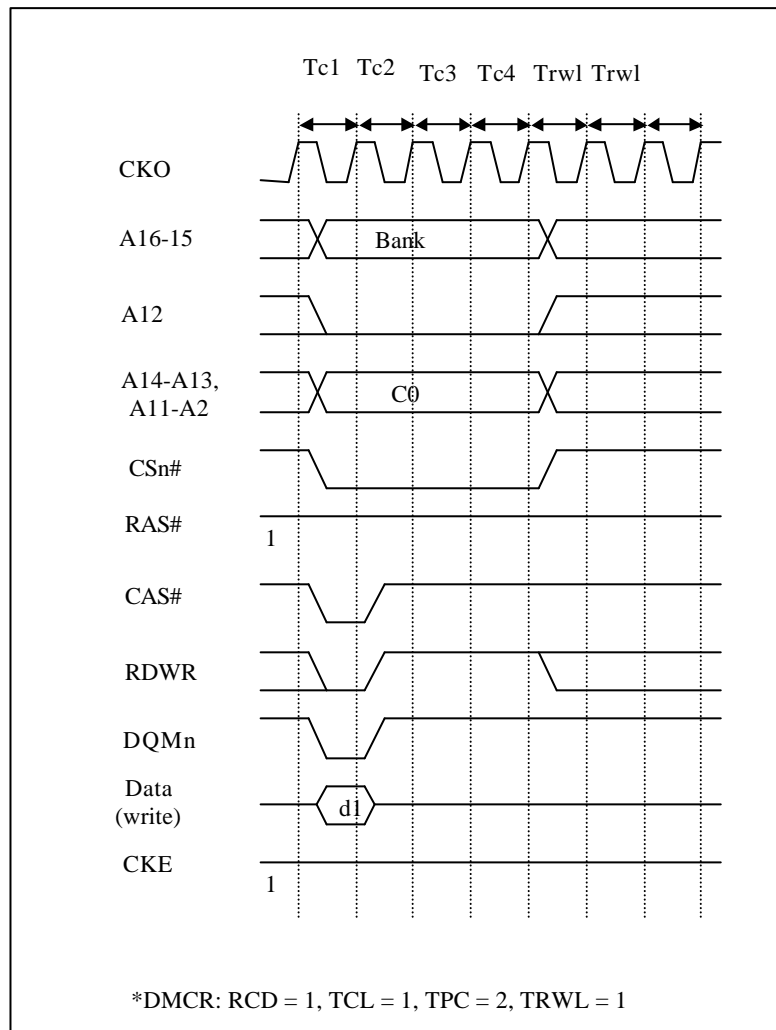 Tc1 Tc2 Tc3 Tc4 Trwl Trwl
CKO
A16-15 Bank
A12
A14-A13,
A11-A2 C0
CSn#
RAS# 1
CAS#
RDWR
DQMn
Data
(write) d1
CKE
1
*DMCR: RCD = 1, TCL = 1, TPC = 2, TRWL = 1